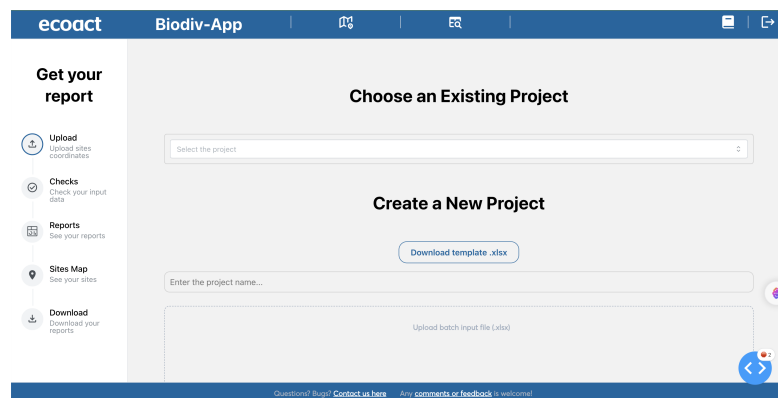 ecoact
Biodiv-App
Get your
report
Upload
Upload sites
coordinates
Checks
Check your input
data
Reports
See your reports
Sites Map
See your sites
Download
Download your
reports
Choose an Existing Project
Select the project
Create a New Project
Download template .xlsx
Enter the project name...
Upload batch input file (.xlsx)
2
Questions? Bugs? Contact us here Any comments or feedback is welcome!